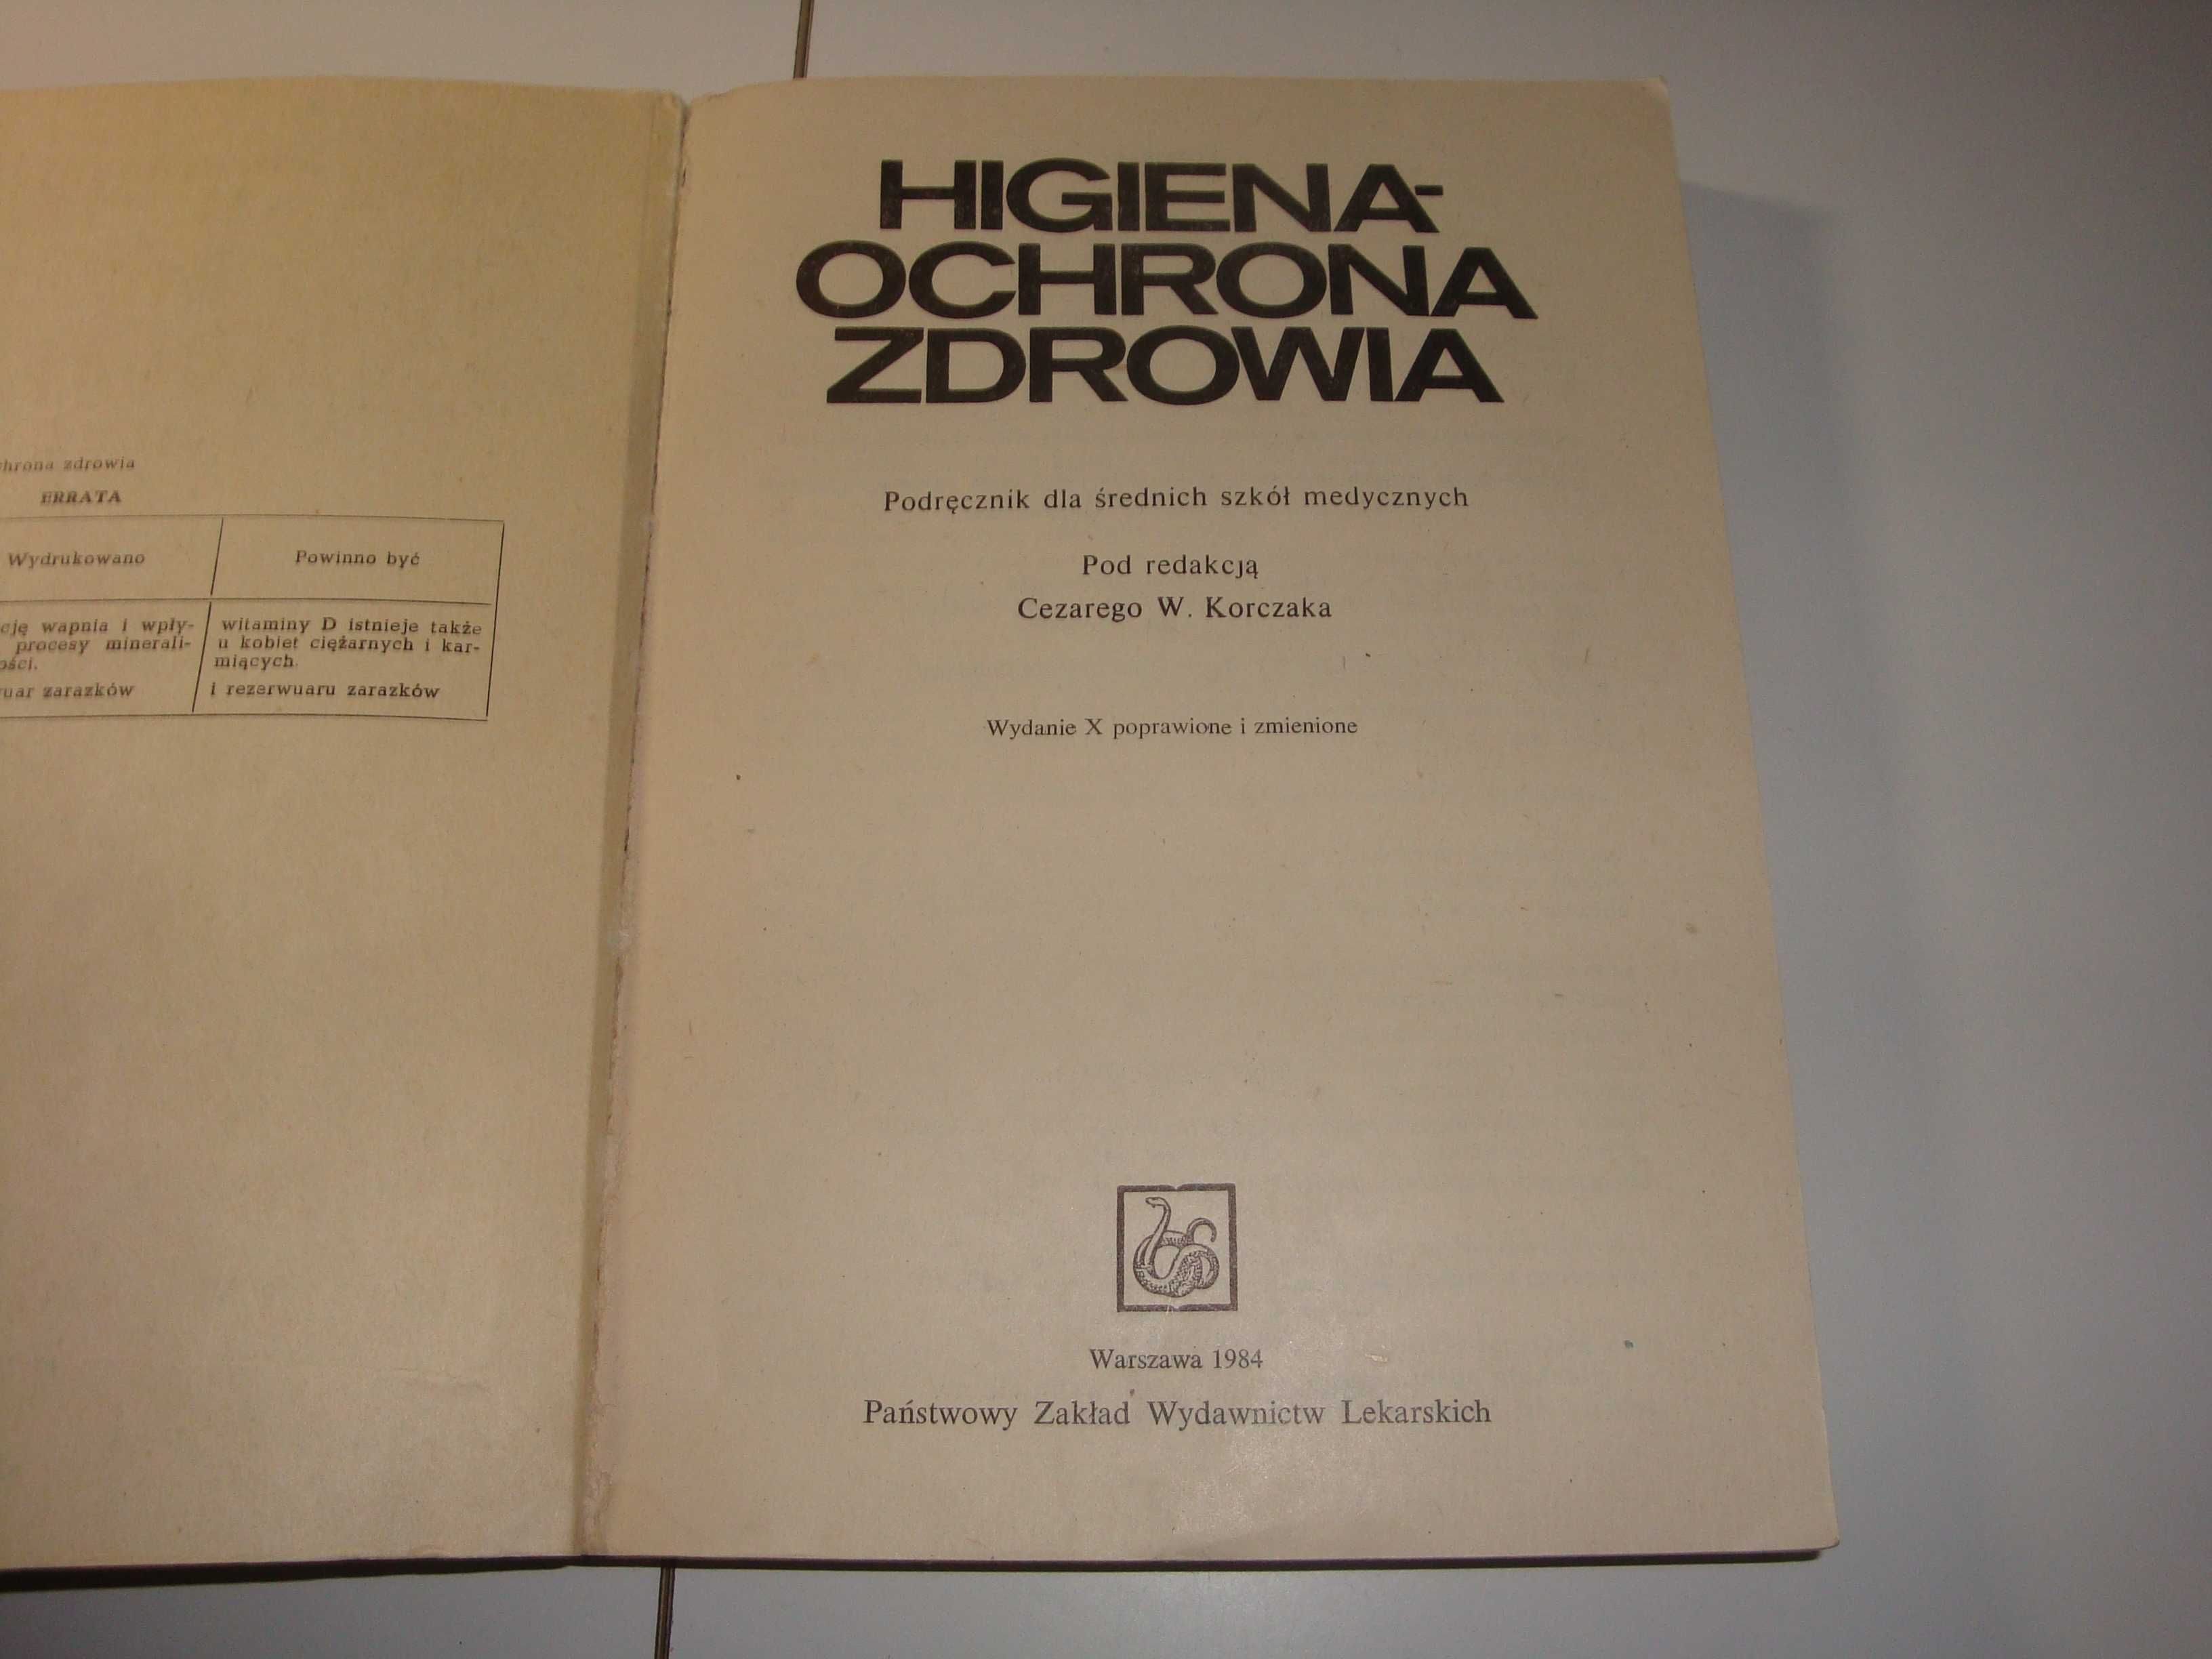 zdrowia
ERRATA
Wydrukowano
Powinno być
wapnia i wpły-
procesy minerali-
zarazków
witaminy D istnieje także
u kobiet ciężarnych i kar-
miących.
i rezerwuaru zarazków
HIGIENA-
OCHRONA
ZDROWIA
Podręcznik dla średnich szkół medycznych
Pod redakcją
Cezarego W. Korczaka
Wydanie X poprawione i zmienione
Warszawa 1984
Państwowy Zakład Wydawnictw Lekarskich